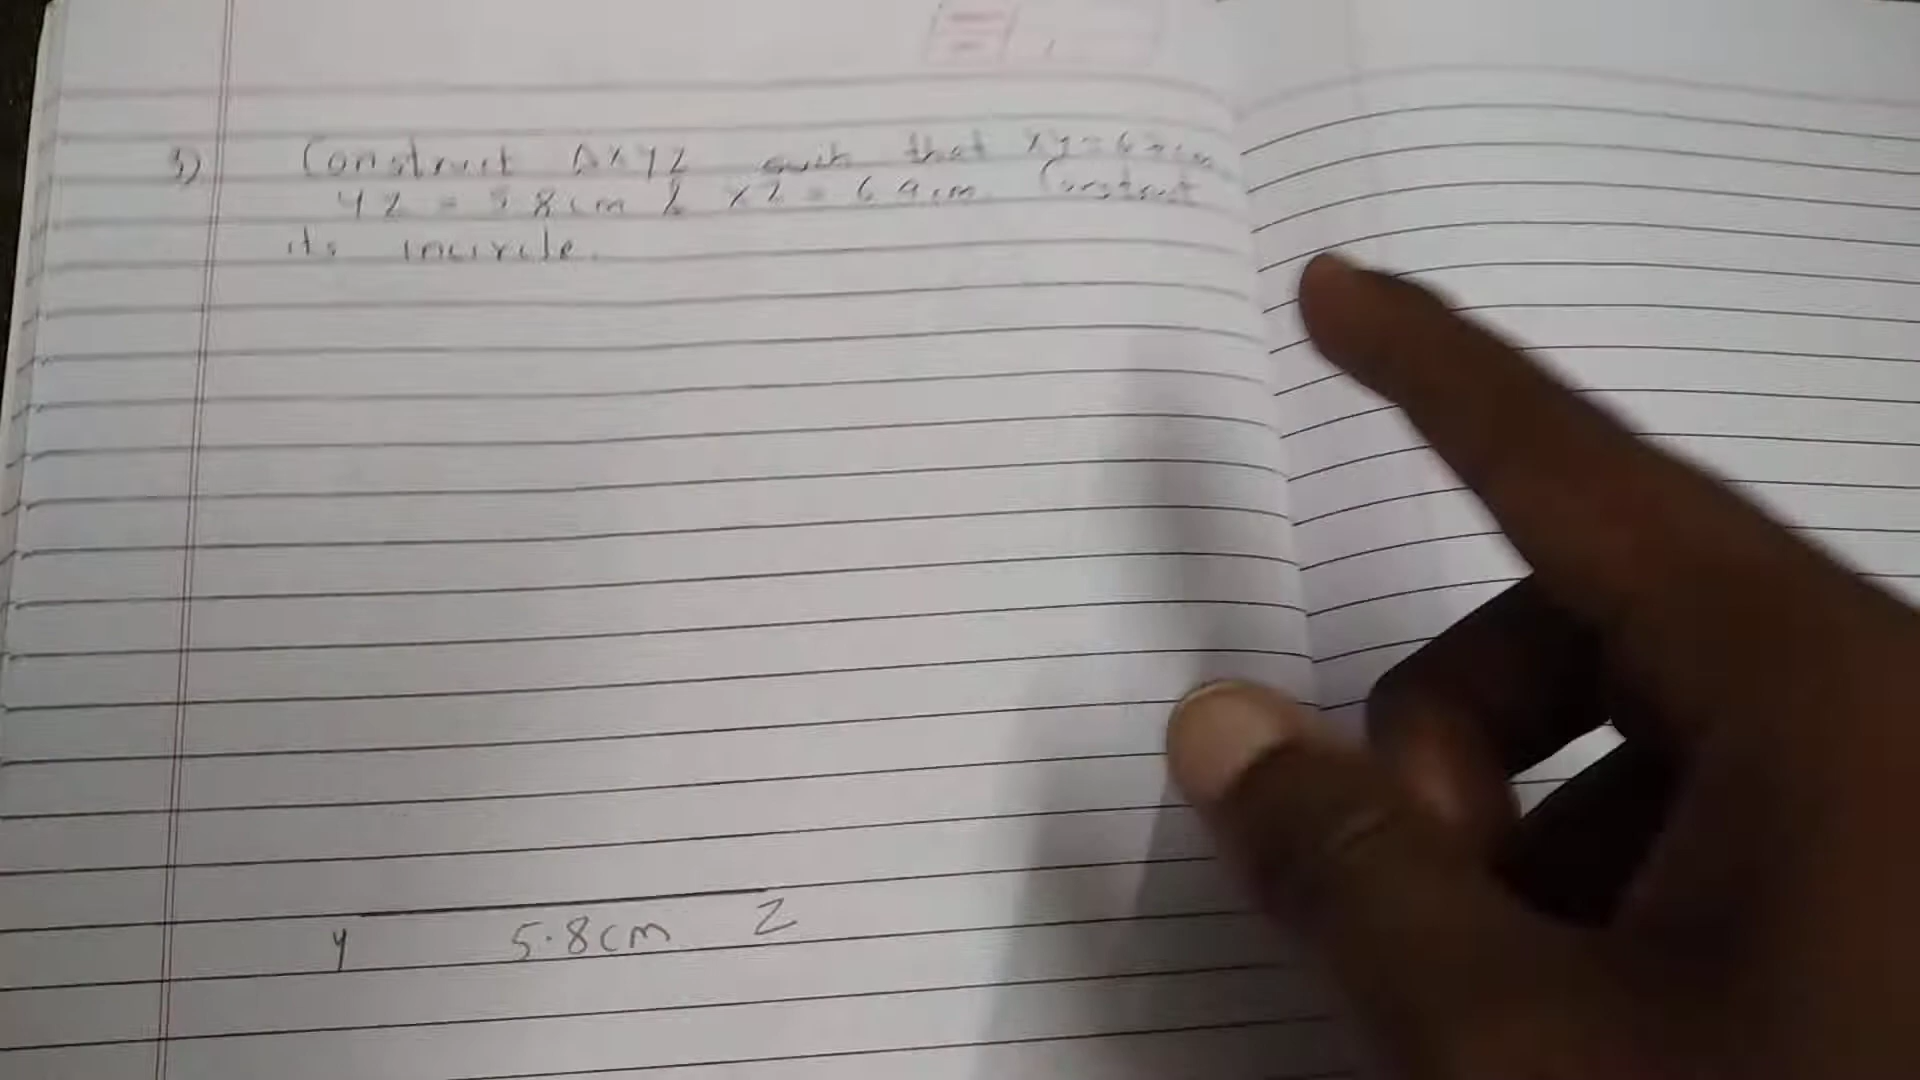 3) Construct ΔXYZ such that XY = 6.7cm
YZ = 5.8cm & XZ = 6.9cm. Construct
its incircle.
Y 5.8cm Z